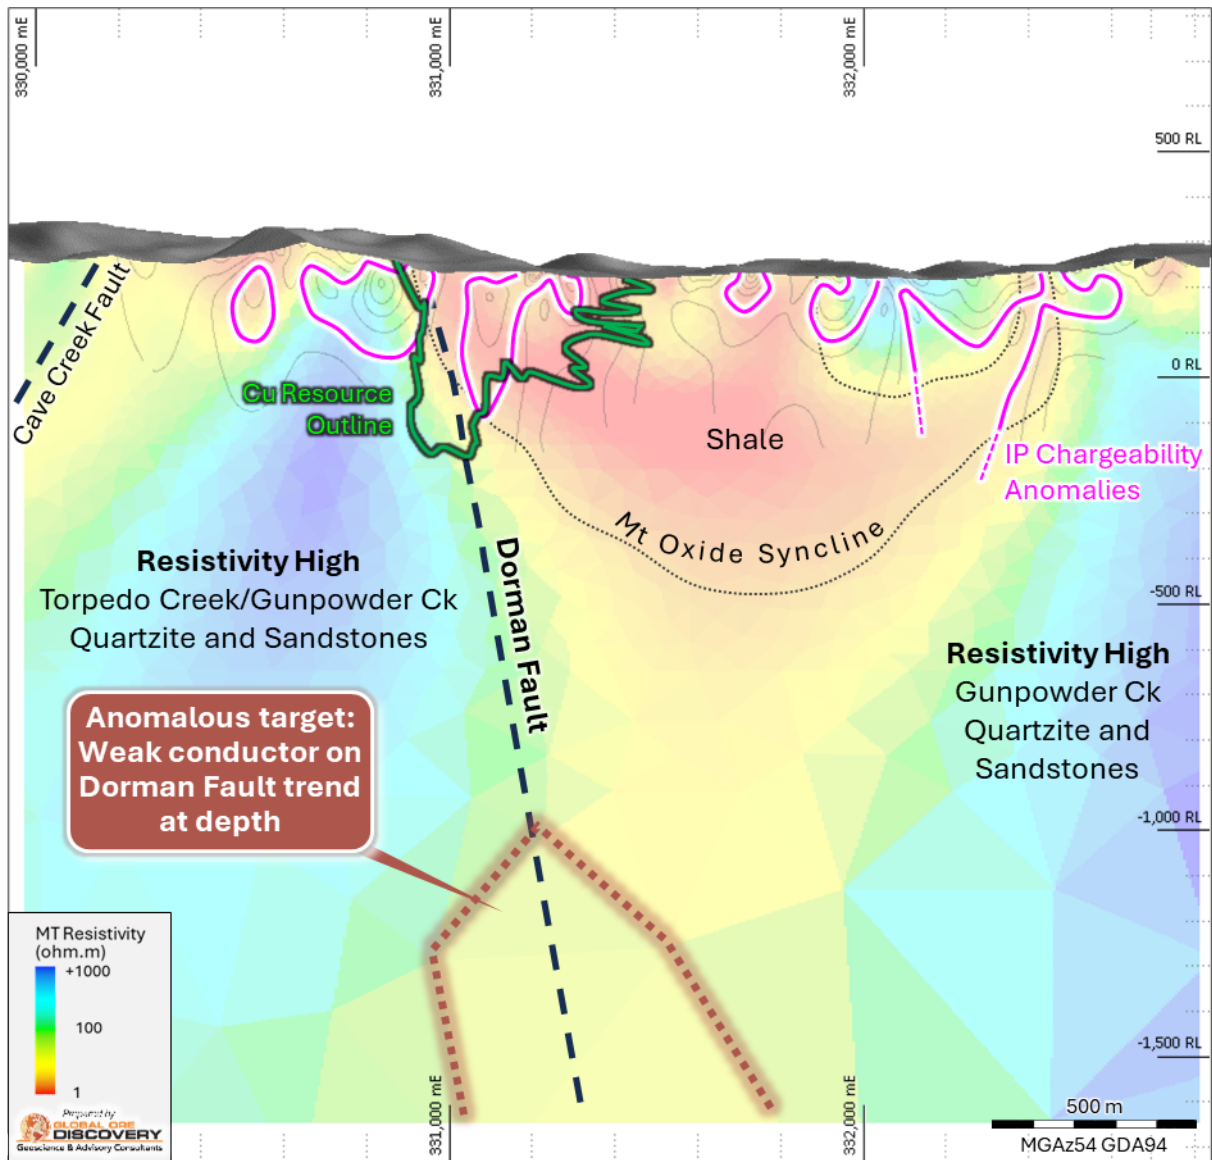 330,000 mE
331,000 mE
332,000 mE
500 RL
Cave Creek Fault
0 RL
Cu Resource
Outline
Shale
IP Chargeability
Anomalies
Mt Oxide Syncline
Dorman Fault
Resistivity High
Torpedo Creek/Gunpowder Ck
Quartzite and Sandstones
-500 RL
Resistivity High
Gunpowder Ck
Quartzite and
Sandstones
Anomalous target:
Weak conductor on
Dorman Fault trend
at depth
-1,000 RL
MT Resistivity
(ohm.m)
+1000
100
1
-1,500 RL
Prepared by
GLOBAL ORE
DISCOVERY
Geoscience & Advisory Consultants
331,000 mE
332,000 mE
500 m
MGAz54 GDA94